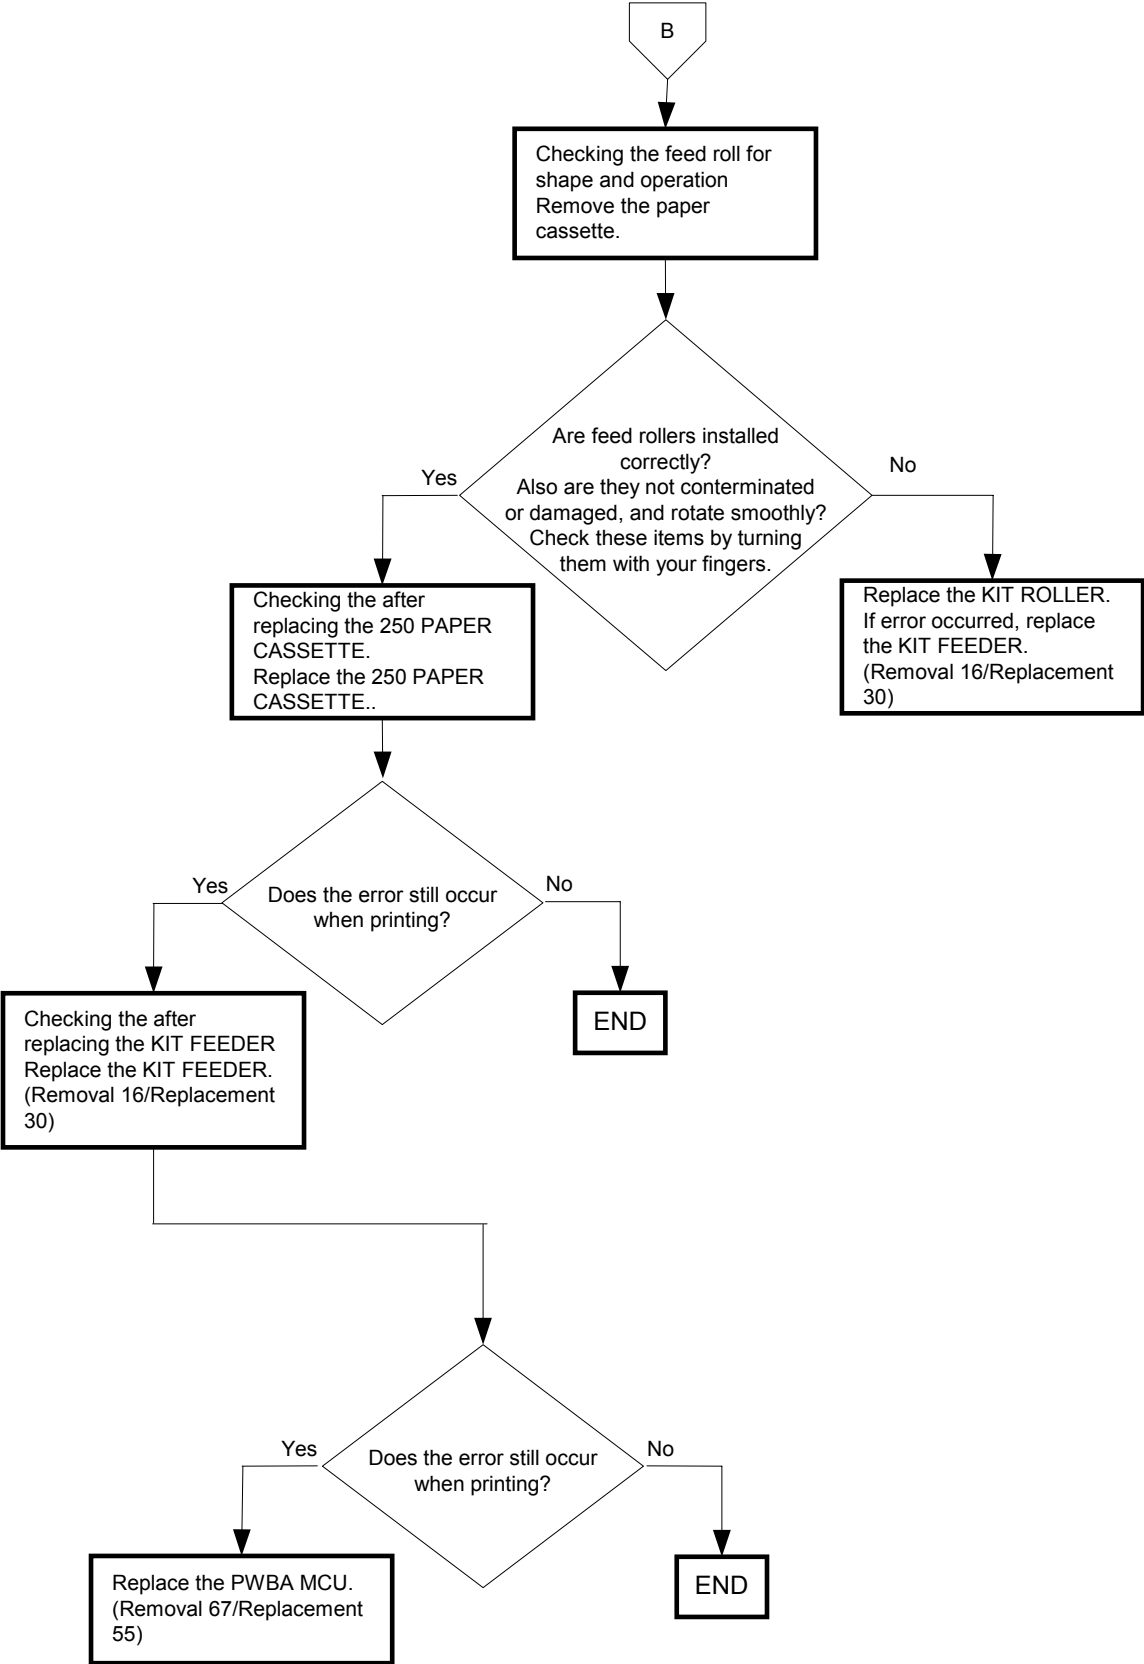 B
Checking the feed roll for
shape and operation
Remove the paper
cassette.
Are feed rollers installed
correctly?
Also are they not conterminated
or damaged, and rotate smoothly?
Check these items by turning
them with your fingers.
Yes
No
Checking the after
replacing the 250 PAPER
CASSETTE.
Replace the 250 PAPER
CASSETTE..
Replace the KIT ROLLER.
If error occurred, replace
the KIT FEEDER.
(Removal 16/Replacement
30)
Does the error still occur
when printing?
Yes
No
Checking the after
replacing the KIT FEEDER
Replace the KIT FEEDER.
(Removal 16/Replacement
30)
END
Does the error still occur
when printing?
Yes
No
Replace the PWBA MCU.
(Removal 67/Replacement
55)
END